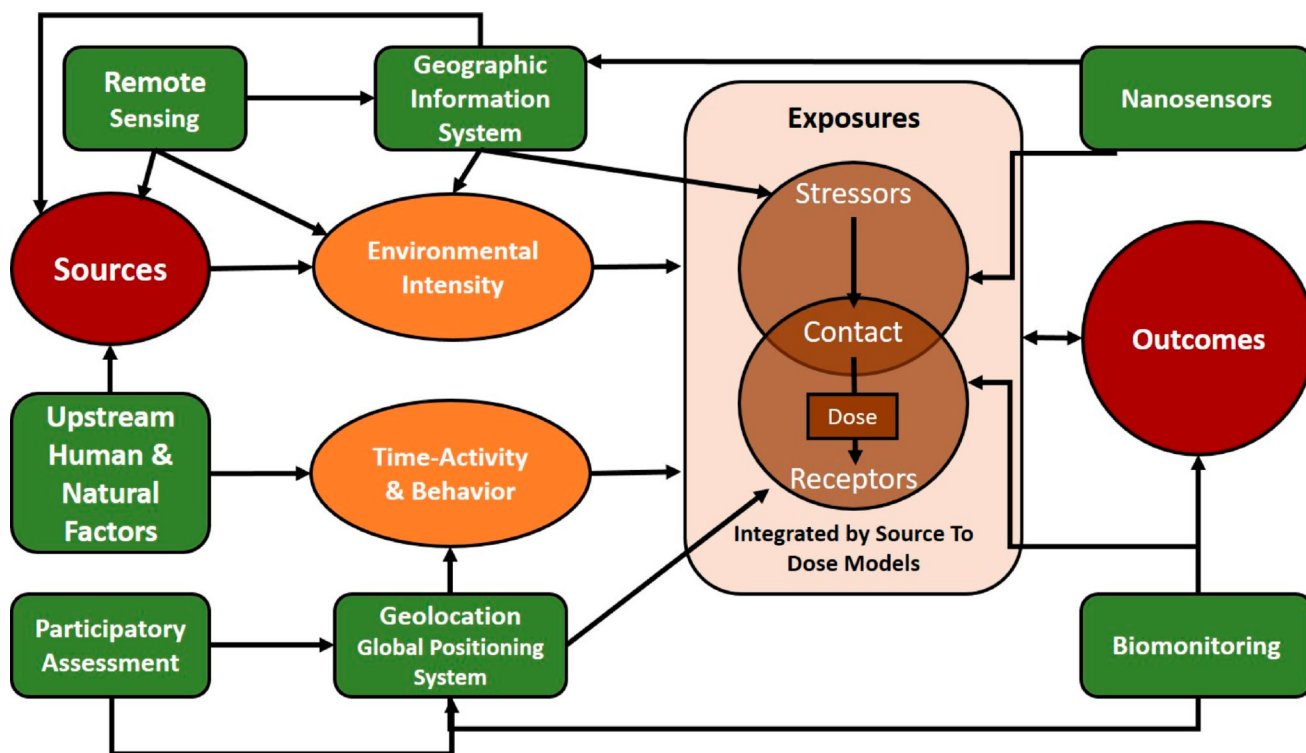 Remote
Sensing
Geographic
Information
System
Nanosensors
Exposures
Stressors
Sources
Environmental
Intensity
Contact
Outcomes
Dose
Upstream
Human &
Natural
Factors
Time-Activity
& Behavior
Receptors
Integrated by Source To
Dose Models
Participatory
Assessment
Geolocation
Global Positioning
System
Biomonitoring